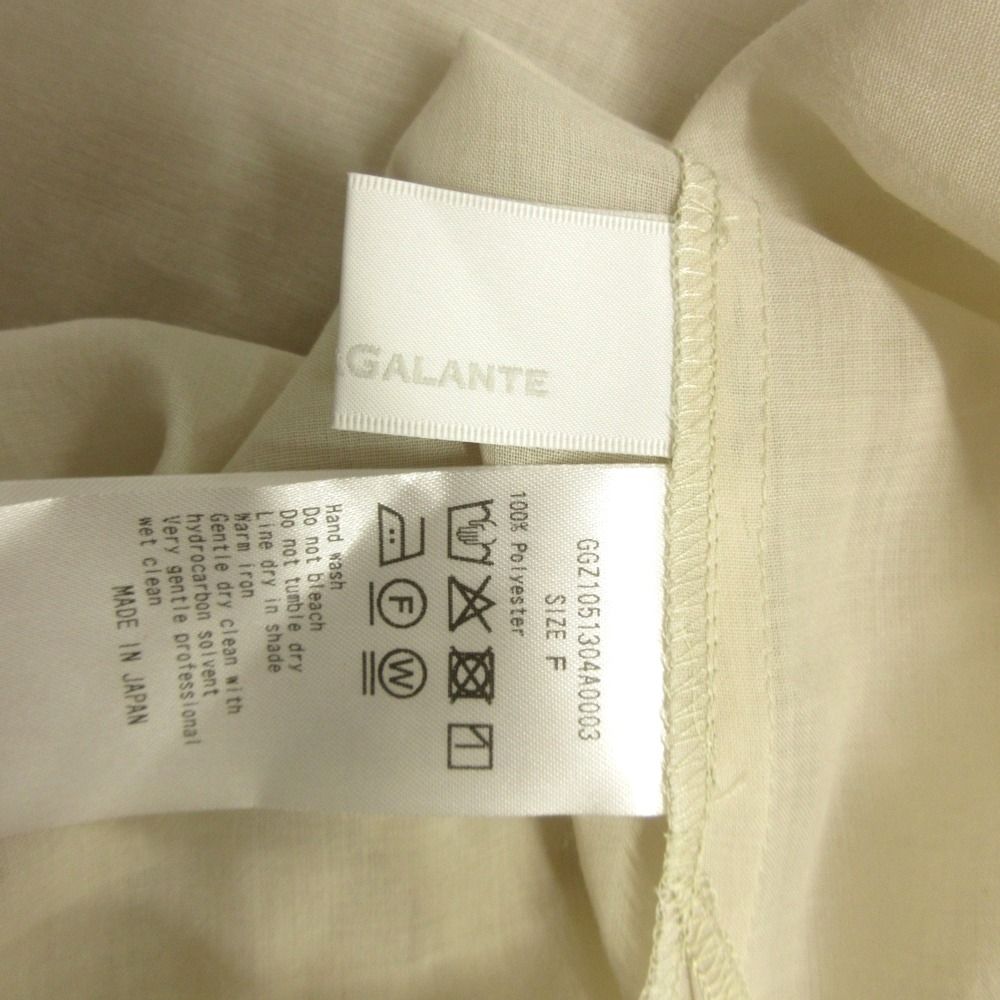 GALANTE
GGZ1051304A0003
SIZE F
100% Polyester
F
W
Hand wash
Do not bleach
Do not tumble dry
Line dry in shade
Warm iron
Gentle dry clean with
hydrocarbon solvent
Very gentle professional
wet clean
MADE IN JAPAN